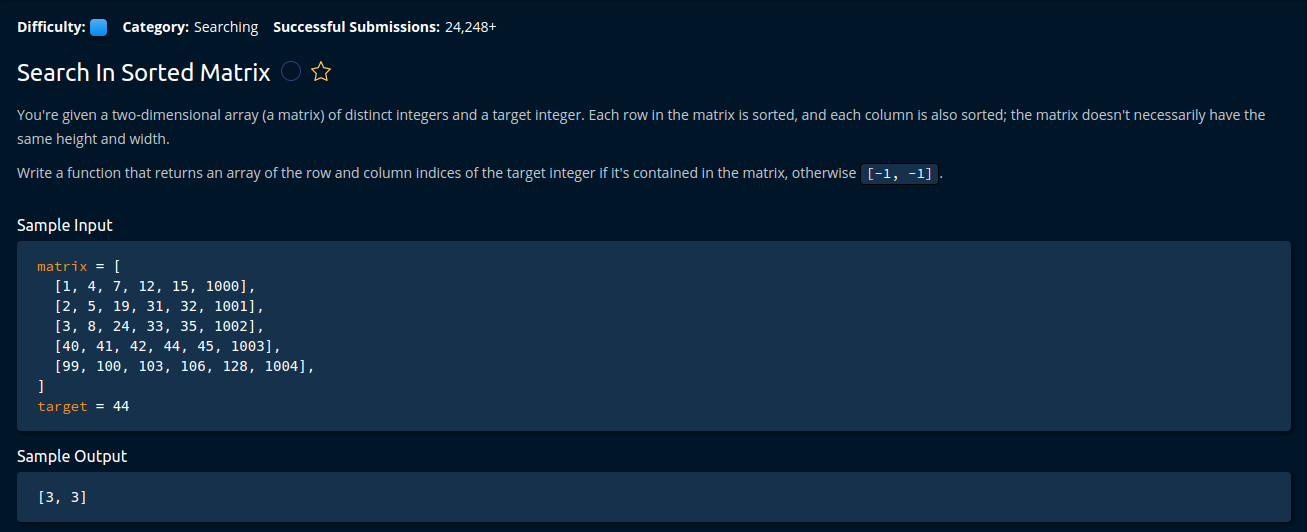 Difficulty: Category: Searching Successful Submissions: 24,248+
Search In Sorted Matrix
You're given a two-dimensional array (a matrix) of distinct integers and a target integer. Each row in the matrix is sorted, and each column is also sorted; the matrix doesn't necessarily have the
same height and width.
Write a function that returns an array of the row and column indices of the target integer if it's contained in the matrix, otherwise [-1, -1] .
Sample Input
matrix = [
  [1, 4, 7, 12, 15, 1000],
  [2, 5, 19, 31, 32, 1001],
  [3, 8, 24, 33, 35, 1002],
  [40, 41, 42, 44, 45, 1003],
  [99, 100, 103, 106, 128, 1004],
]
target = 44
Sample Output
[3, 3]